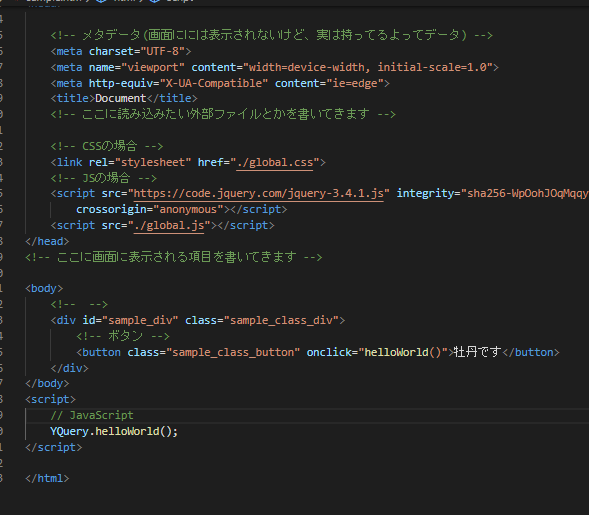 <!-- メタデータ(画面にには表示されないけど、実は持ってるよってデータ) -->
<meta charset="UTF-8">
<meta name="viewport" content="width=device-width, initial-scale=1.0">
<meta http-equiv="X-UA-Compatible" content="ie=edge">
<title>Document</title>
<!-- ここに読み込みたい外部ファイルとかを書いてきます -->
<!-- CSSの場合 -->
<link rel="stylesheet" href="./global.css">
<!-- JSの場合 -->
<script src="https://code.jquery.com/jquery-3.4.1.js" integrity="sha256-WpOohJOqMqqy
crossorigin="anonymous"></script>
<script src="./global.js"></script>
</head>
<!-- ここに画面に表示される項目を書いてきます -->
<body>
<!--  -->
<div id="sample_div" class="sample_class_div">
<!-- ボタン -->
<button class="sample_class_button" onclick="helloWorld()">牡丹です</button>
</div>
</body>
<script>
// JavaScript
YQuery.helloWorld();
</script>
</html>